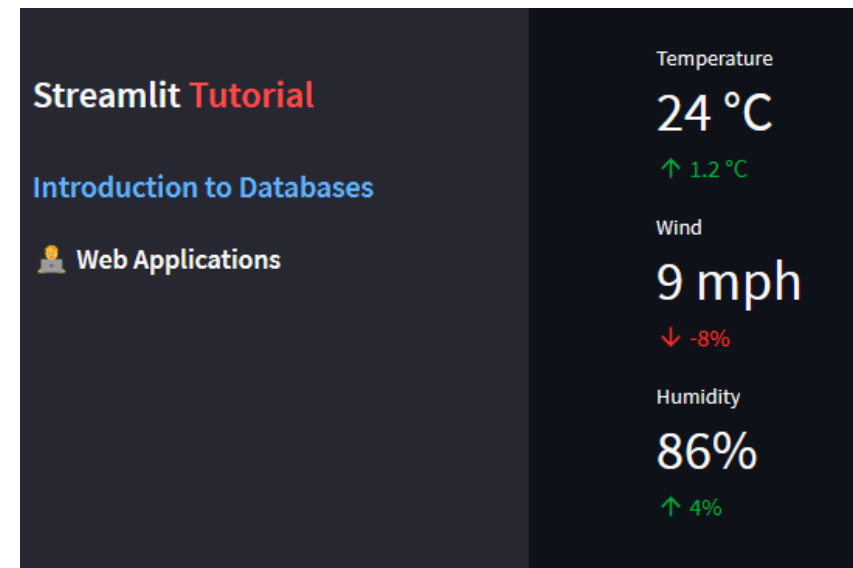 Streamlit Tutorial
Introduction to Databases
🧑‍💻 Web Applications
Temperature
24 °C
↑ 1.2 °C
Wind
9 mph
↓ -8%
Humidity
86%
↑ 4%